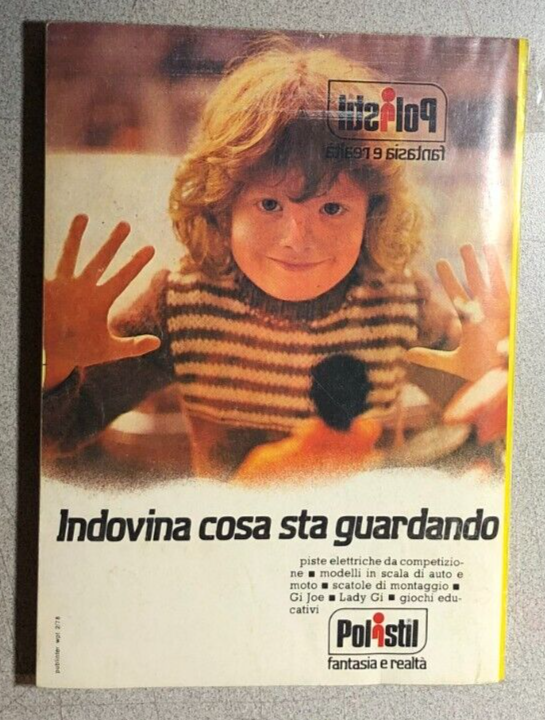 Polistil
fantasia e realtà
Indovina cosa sta guardando
piste elettriche da competizio-
ne ■ modelli in scala di auto e
moto ■ scatole di montaggio ■
Gi Joe ■ Lady Gi ■ giochi edu-
cativi
Polistil
fantasia e realtà